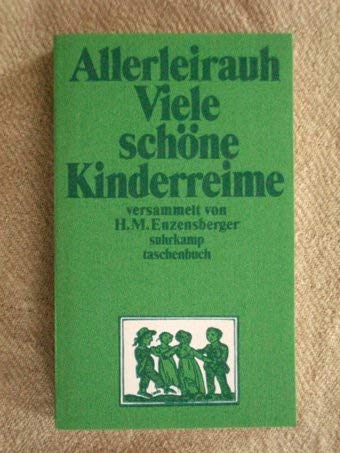 Allerleirauh
Viele
schöne
Kinderreime
versammelt von
H.M.Enzensberger
suhrkamp
taschenbuch